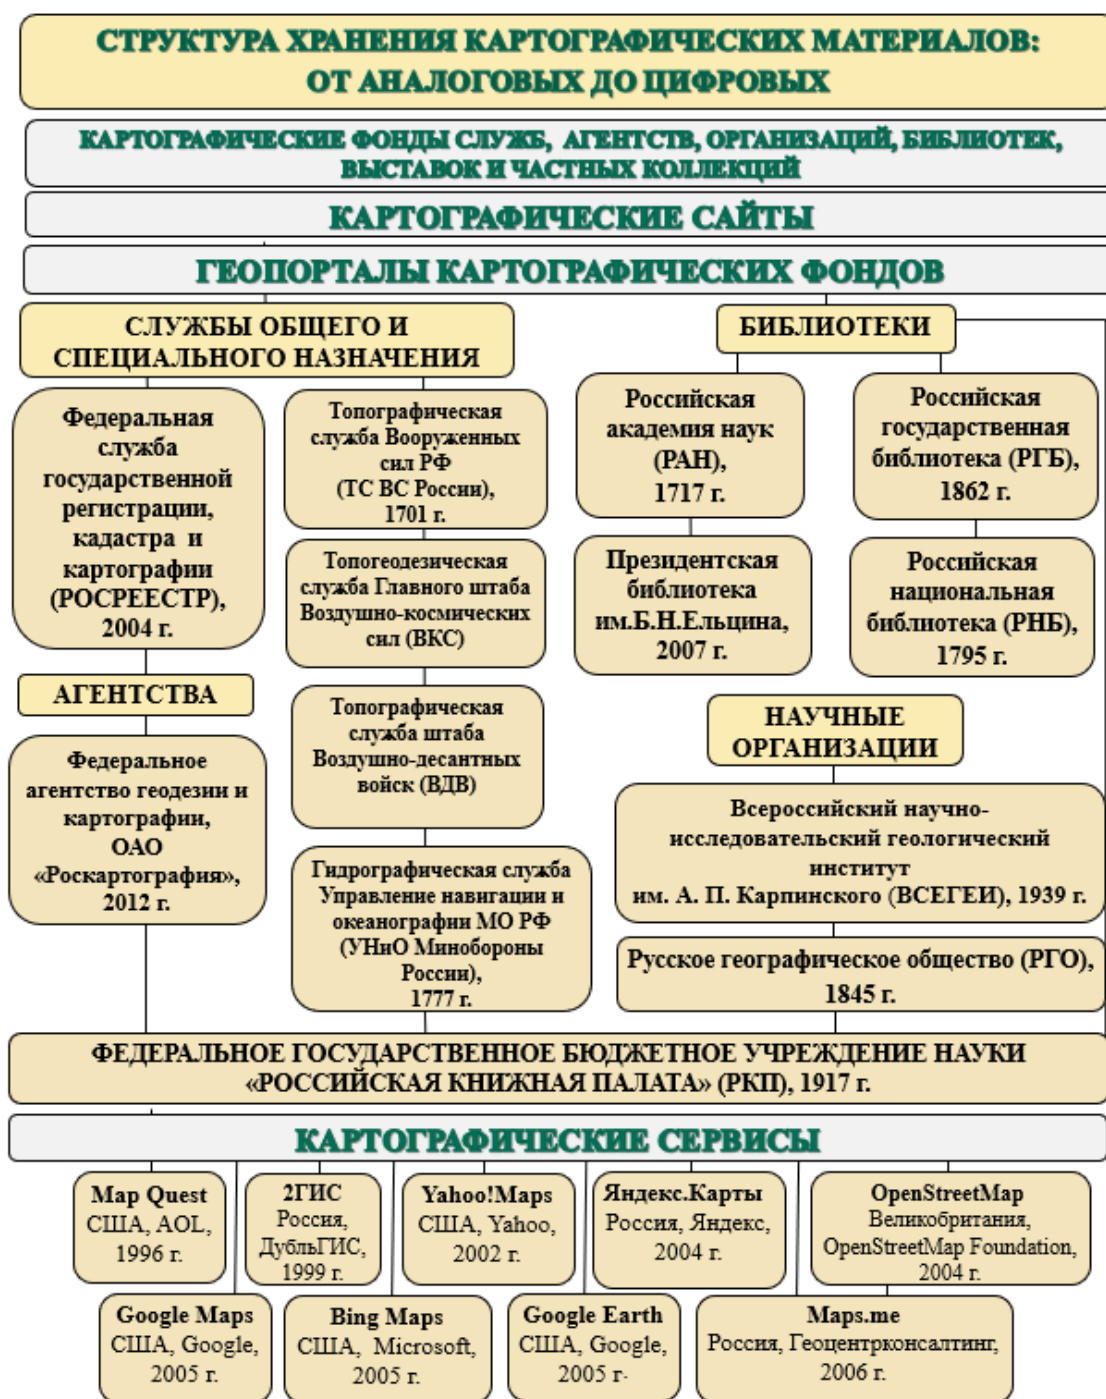 СТРУКТУРА ХРАНЕНИЯ КАРТОГРАФИЧЕСКИХ МАТЕРИАЛОВ:
ОТ АНАЛОГОВЫХ ДО ЦИФРОВЫХ
КАРТОГРАФИЧЕСКИЕ ФОНДЫ СЛУЖБ, АГЕНТСТВ, ОРГАНИЗАЦИЙ, БИБЛИОТЕК,
ВЫСТАВОК И ЧАСТНЫХ КОЛЛЕКЦИЙ
КАРТОГРАФИЧЕСКИЕ САЙТЫ
ГЕОПОРТАЛЫ КАРТОГРАФИЧЕСКИХ ФОНДОВ
СЛУЖБЫ ОБЩЕГО И
СПЕЦИАЛЬНОГО НАЗНАЧЕНИЯ
Федеральная
служба
государственной
регистрации,
кадастра и
картографии
(РОСРЕЕСТР),
2004 г.
АГЕНТСТВА
Федеральное
агентство геодезии и
картографии,
ОАО
«Роскартография»,
2012 г.
Топографическая
служба Вооруженных
сил РФ
(ТС ВС России),
1701 г.
Топогеодезическая
служба Главного штаба
Воздушно-космических
сил (ВКС)
Топографическая
служба штаба
Воздушно-десантных
войск (ВДВ)
Гидрографическая служба
Управление навигации и
океанографии МО РФ
(УНиО Минобороны
России),
1777 г.
БИБЛИОТЕКИ
Российская
академия наук
(РАН),
1717 г.
Российская
государственная
библиотека (РГБ),
1862 г.
Президентская
библиотека
им.Б.Н.Ельцина,
2007 г.
Российская
национальная
библиотека (РНБ),
1795 г.
НАУЧНЫЕ
ОРГАНИЗАЦИИ
Всероссийский научно-
исследовательский геологический
институт
им. А. П. Карпинского (ВСЕГЕИ), 1939 г.
Русское географическое общество (РГО),
1845 г.
ФЕДЕРАЛЬНОЕ ГОСУДАРСТВЕННОЕ БЮДЖЕТНОЕ УЧРЕЖДЕНИЕ НАУКИ
«РОССИЙСКАЯ КНИЖНАЯ ПАЛАТА» (РКП), 1917 г.
КАРТОГРАФИЧЕСКИЕ СЕРВИСЫ
Map Quest
США, AOL,
1996 г.
2ГИС
Россия,
ДубльГИС,
1999 г.
Yahoo!Maps
США, Yahoo,
2002 г.
Яндекс.Карты
Россия, Яндекс,
2004 г.
OpenStreetMap
Великобритания,
OpenStreetMap Foundation,
2004 г.
Google Maps
США, Google,
2005 г.
Bing Maps
США, Microsoft,
2005 г.
Google Earth
США, Google,
2005 г.
Maps.me
Россия, Геоцентрконсалтинг,
2006 г.